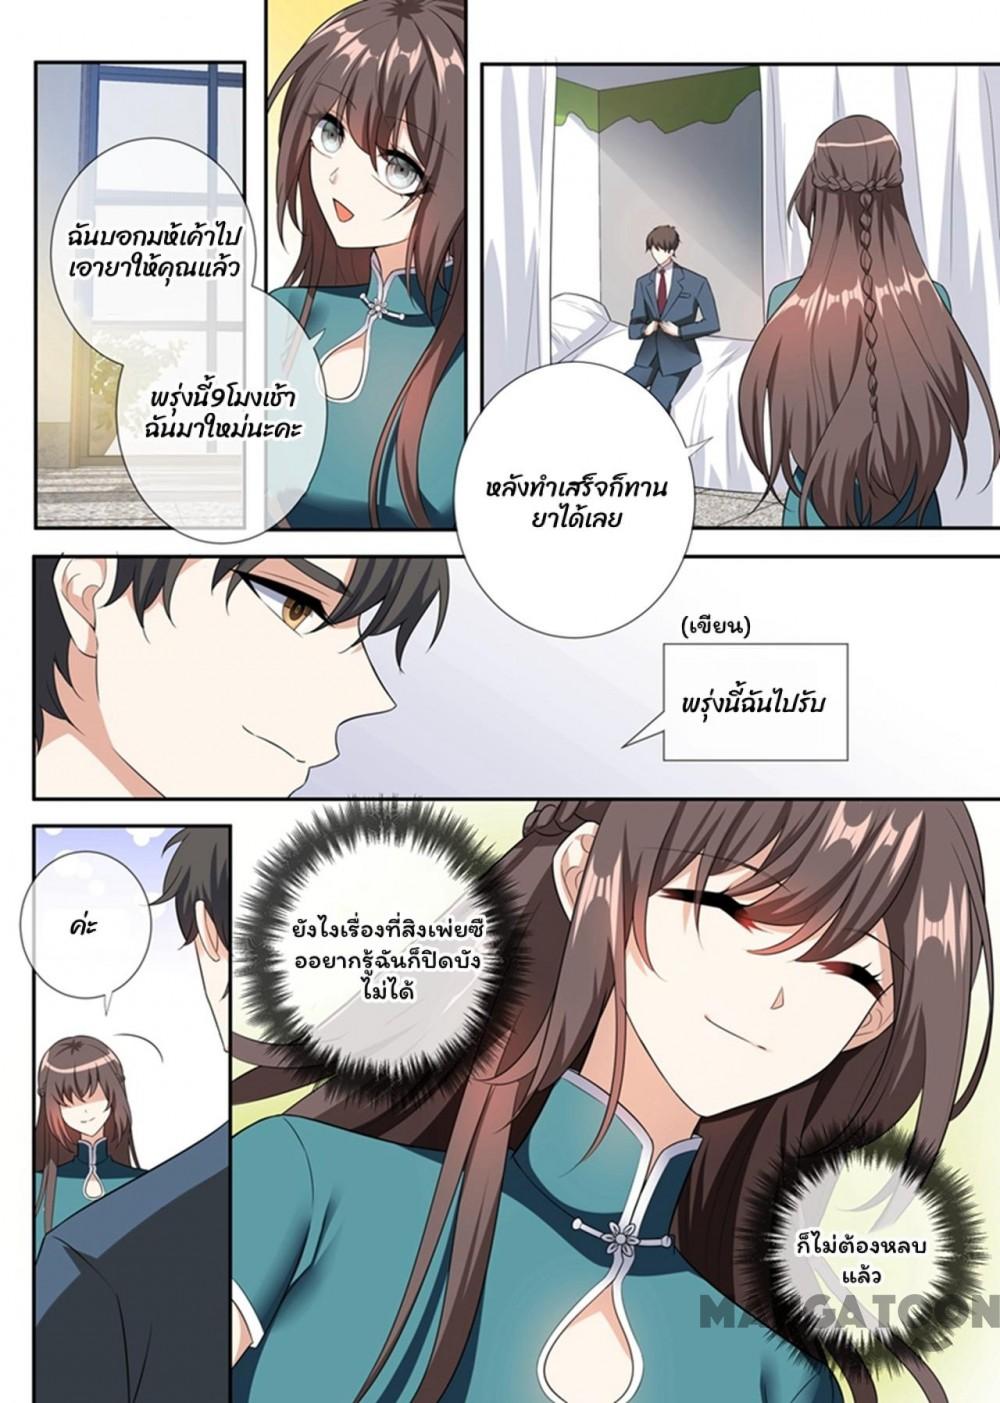 ฉันบอกมห้เค้าไป
เอายาให้คุณแล้ว
พรุ่งนี้9โมงเช้า
ฉันมาใหม่นะคะ
หลังทำเสร็จก็ทาน
ยาได้เลย
(เขียน)
พรุ่งนี้ฉันไปรับ
ค่ะ
ยังไงเรื่องที่สิงเฟ่ยซื
ออยากรู้ฉันก็ปิดบัง
ไม่ได้
ก็ไม่ต้องหลบ
แล้ว
MANGATOON